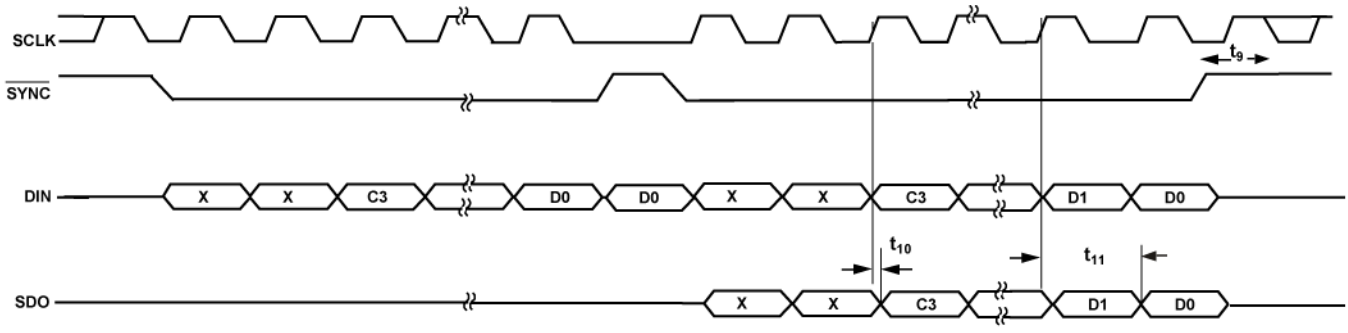 SCLK
t9
SYNC
DIN X X C3 D0 D0 X X C3 D1 D0
t10 t11
SDO X X C3 D1 D0